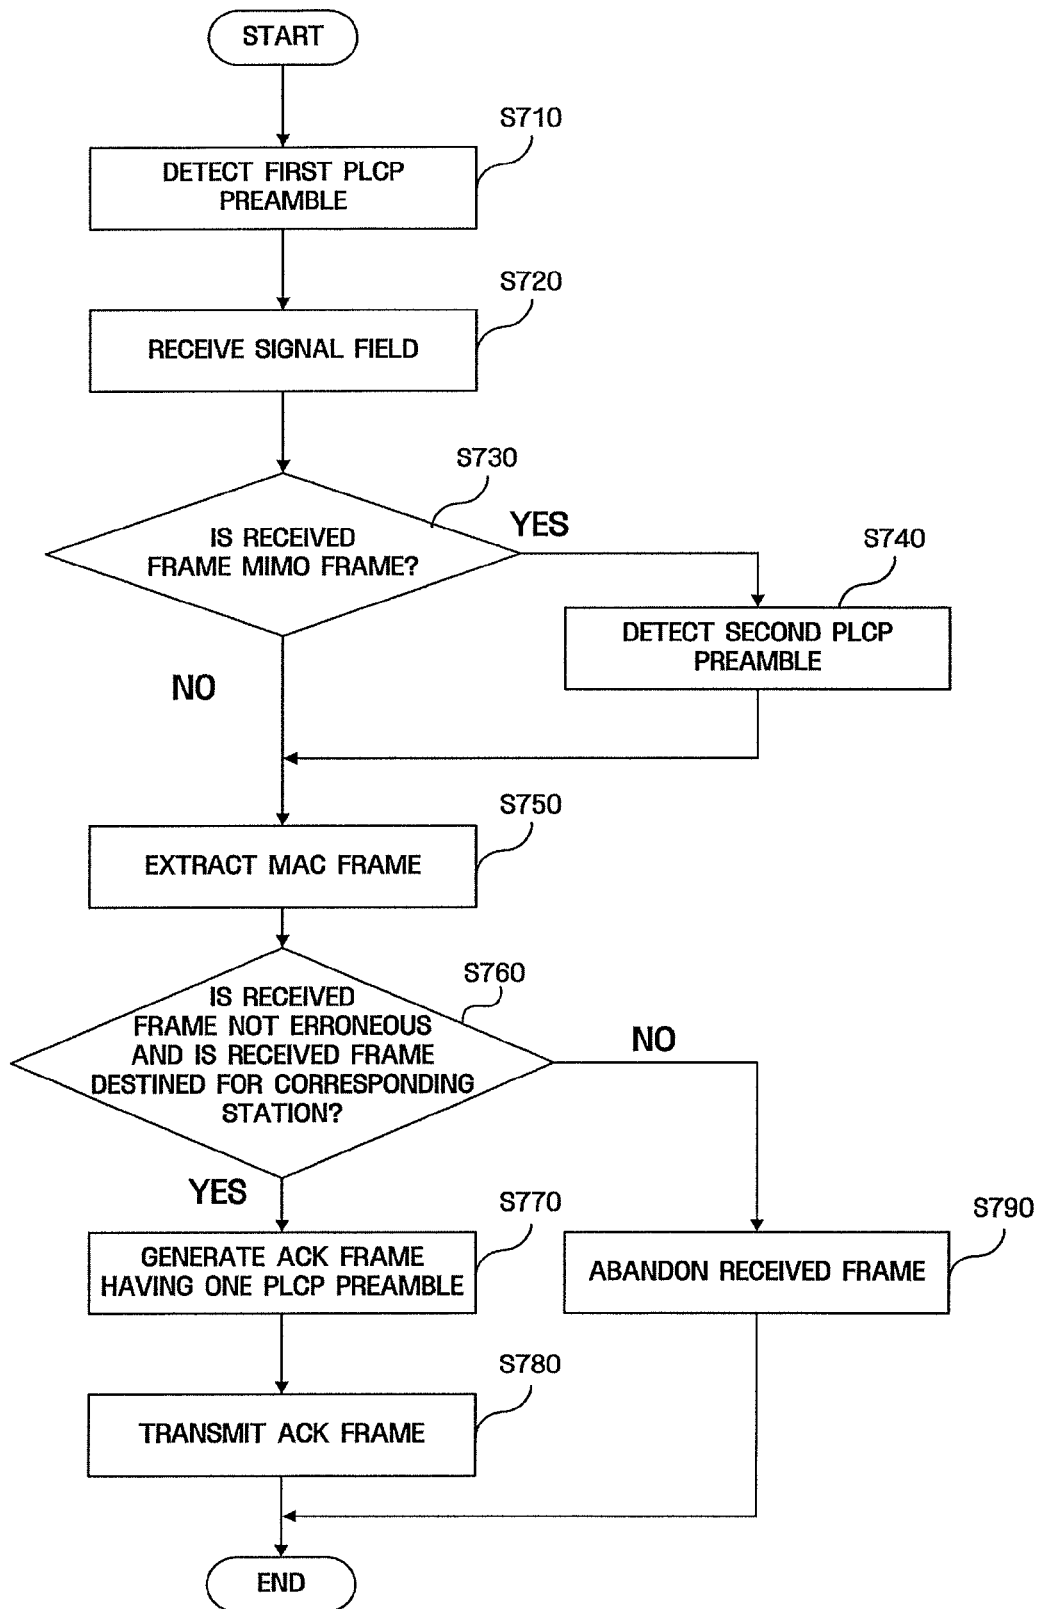 START
S710
DETECT FIRST PLCP
PREAMBLE
S720
RECEIVE SIGNAL FIELD
S730
IS RECEIVED
FRAME MIMO FRAME?
YES
S740
DETECT SECOND PLCP
PREAMBLE
NO
S750
EXTRACT MAC FRAME
S760
IS RECEIVED
FRAME NOT ERRONEOUS
AND IS RECEIVED FRAME
DESTINED FOR CORRESPONDING
STATION?
NO
YES
S770
GENERATE ACK FRAME
HAVING ONE PLCP PREAMBLE
S790
ABANDON RECEIVED FRAME
S780
TRANSMIT ACK FRAME
END